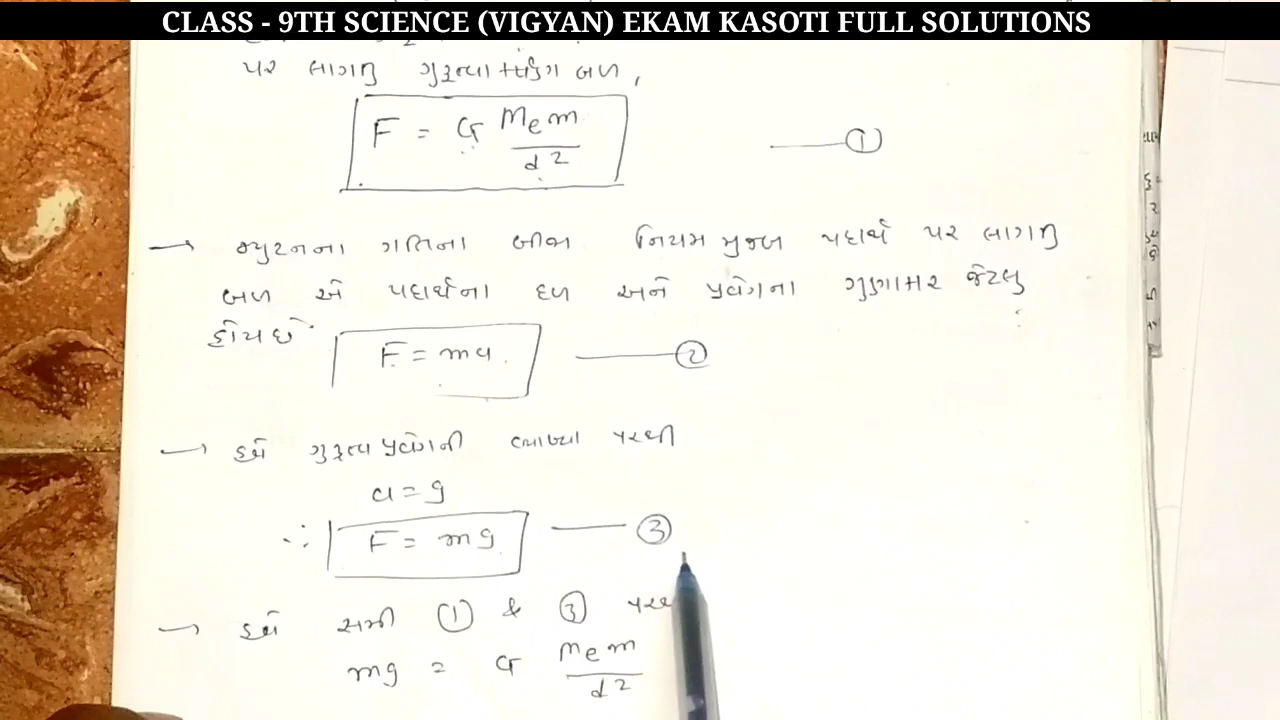 CLASS - 9TH SCIENCE (VIGYAN) EKAM KASOTI FULL SOLUTIONS
પર લાગતુ ગુરૂત્વાકર્ષણ બળ,
F = G Mem / d² ——— ①
→ ન્યુટનના ગતિના બીજા નિયમ મુજબ પદાર્થ પર લાગતુ
બળ એ પદાર્થના દળ અને પ્રવેગના ગુણાકાર જેટલુ
હોય છે. F = ma ——— ②
→ હવે ગુરૂત્વપ્રવેગની વ્યાખ્યા પરથી
a = g
∴ F = mg ——— ③
→ હવે સમી ① & ③
mg = G Mem / d²